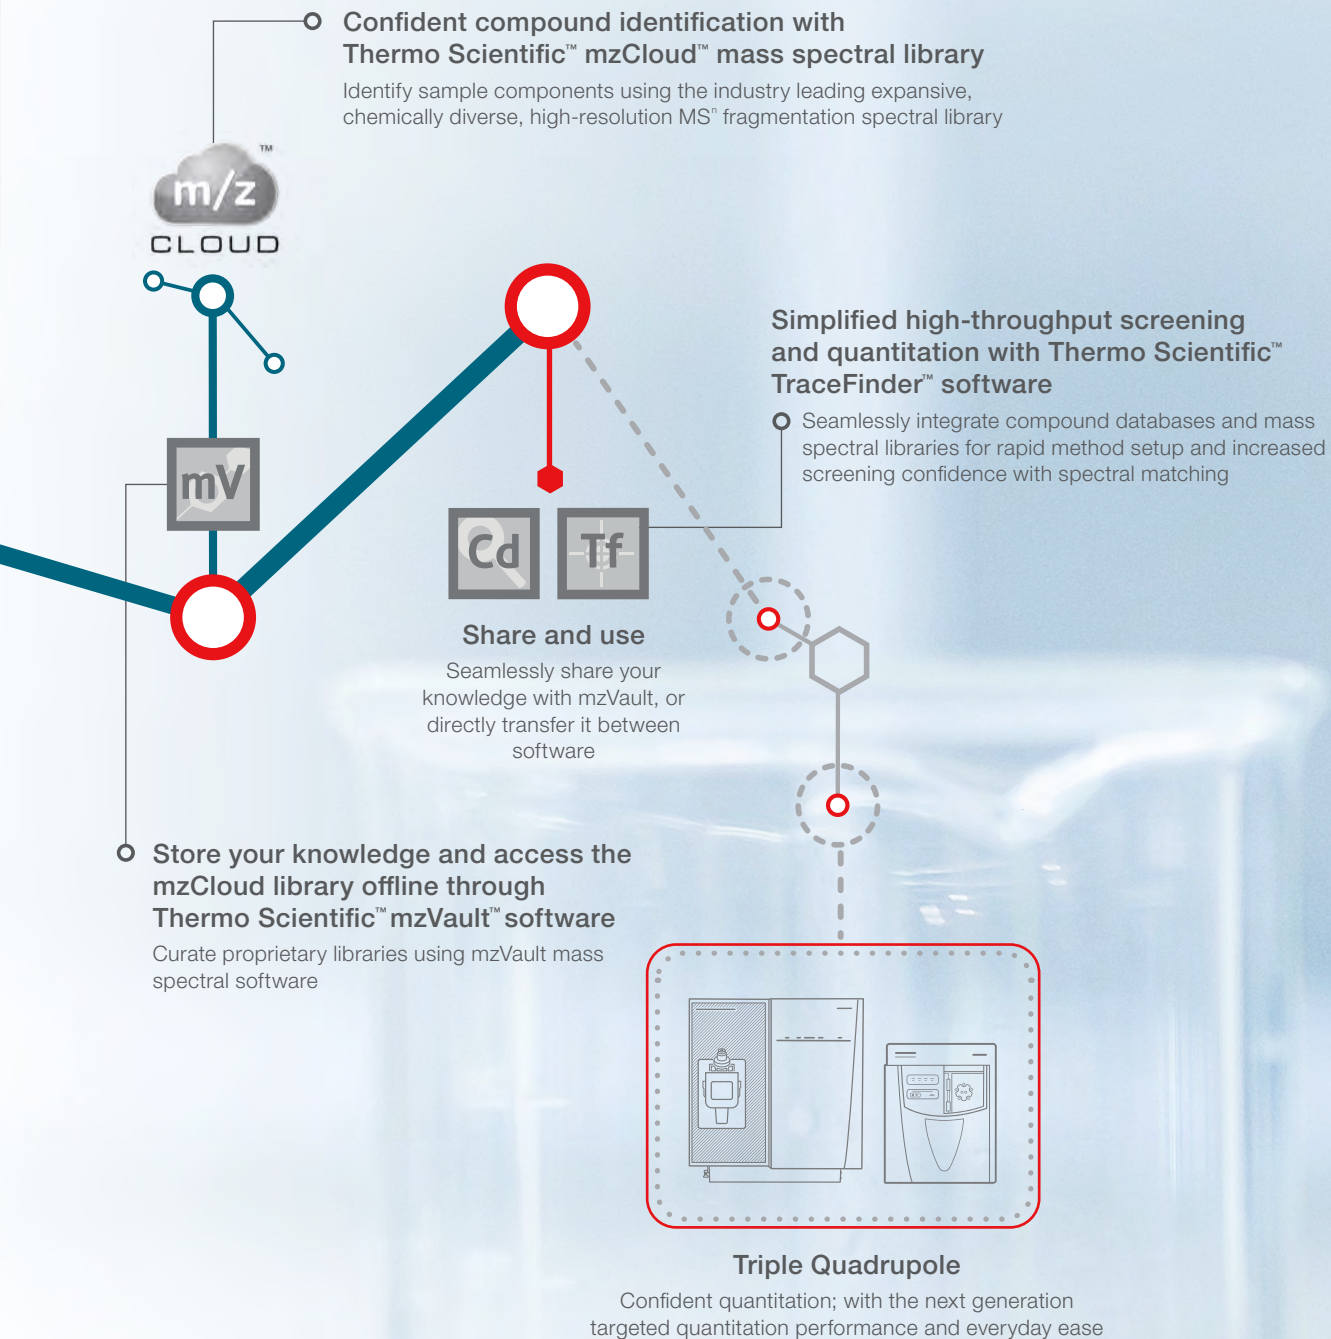 Confident compound identification with
Thermo Scientific™ mzCloud™ mass spectral library
Identify sample components using the industry leading expansive,
chemically diverse, high-resolution MSⁿ fragmentation spectral library
™
m/z
CLOUD
Simplified high-throughput screening
and quantitation with Thermo Scientific™
TraceFinder™ software
Seamlessly integrate compound databases and mass
spectral libraries for rapid method setup and increased
screening confidence with spectral matching
mV
Cd
Tf
Share and use
Seamlessly share your
knowledge with mzVault, or
directly transfer it between
software
Store your knowledge and access the
mzCloud library offline through
Thermo Scientific™ mzVault™ software
Curate proprietary libraries using mzVault mass
spectral software
Triple Quadrupole
Confident quantitation; with the next generation
targeted quantitation performance and everyday ease